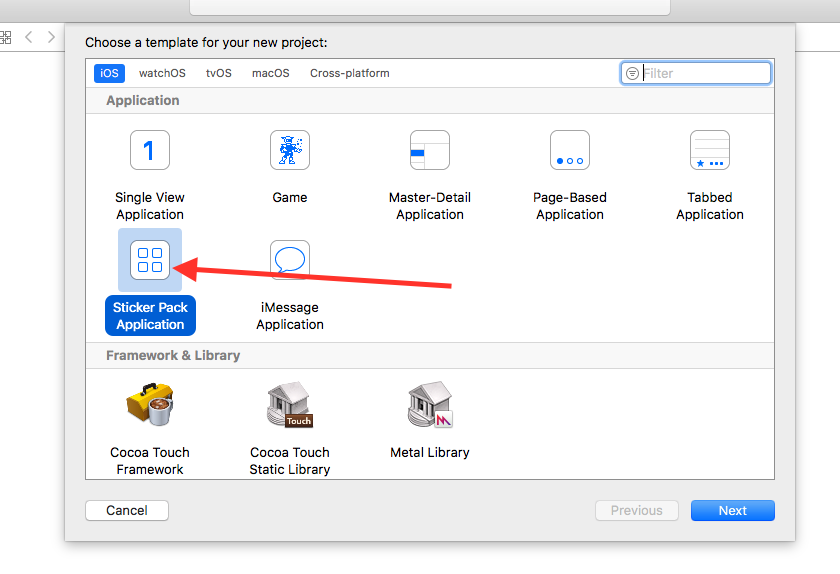 Choose a template for your new project:
iOS watchOS tvOS macOS Cross-platform Filter
Application
1
Single View Application
Game
Master-Detail Application
Page-Based Application
Tabbed Application
Sticker Pack Application
iMessage Application
Framework & Library
Touch
Cocoa Touch Framework
Cocoa Touch Static Library
Metal Library
Cancel Previous Next